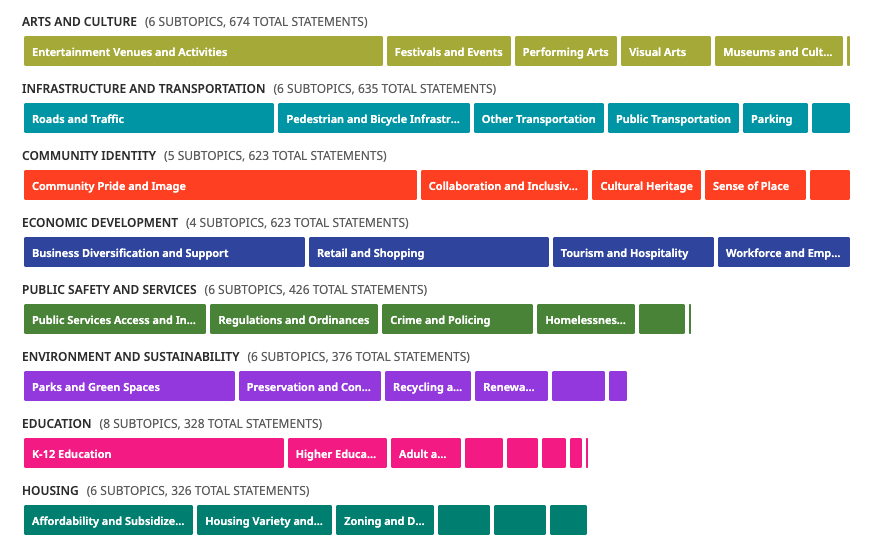 ARTS AND CULTURE (6 SUBTOPICS, 674 TOTAL STATEMENTS)
Entertainment Venues and Activities Festivals and Events Performing Arts Visual Arts Museums and Cult...
INFRASTRUCTURE AND TRANSPORTATION (6 SUBTOPICS, 635 TOTAL STATEMENTS)
Roads and Traffic Pedestrian and Bicycle Infrastr... Other Transportation Public Transportation Parking
COMMUNITY IDENTITY (5 SUBTOPICS, 623 TOTAL STATEMENTS)
Community Pride and Image Collaboration and Inclusiv... Cultural Heritage Sense of Place
ECONOMIC DEVELOPMENT (4 SUBTOPICS, 623 TOTAL STATEMENTS)
Business Diversification and Support Retail and Shopping Tourism and Hospitality Workforce and Emp...
PUBLIC SAFETY AND SERVICES (6 SUBTOPICS, 426 TOTAL STATEMENTS)
Public Services Access and In... Regulations and Ordinances Crime and Policing Homelessnes...
ENVIRONMENT AND SUSTAINABILITY (6 SUBTOPICS, 376 TOTAL STATEMENTS)
Parks and Green Spaces Preservation and Con... Recycling a... Renewa...
EDUCATION (8 SUBTOPICS, 328 TOTAL STATEMENTS)
K-12 Education Higher Educa... Adult a...
HOUSING (6 SUBTOPICS, 326 TOTAL STATEMENTS)
Affordability and Subsidize... Housing Variety and... Zoning and D...